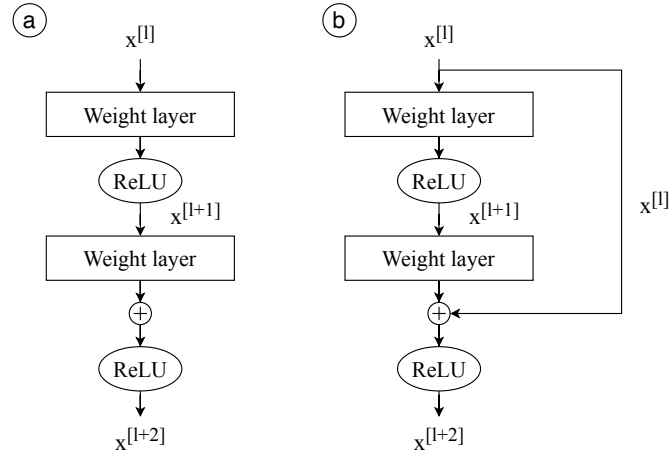 a
x[l]
Weight layer
ReLU
x[l+1]
Weight layer
+
ReLU
x[l+2]
b
x[l]
Weight layer
ReLU
x[l+1]
x[l]
Weight layer
+
ReLU
x[l+2]